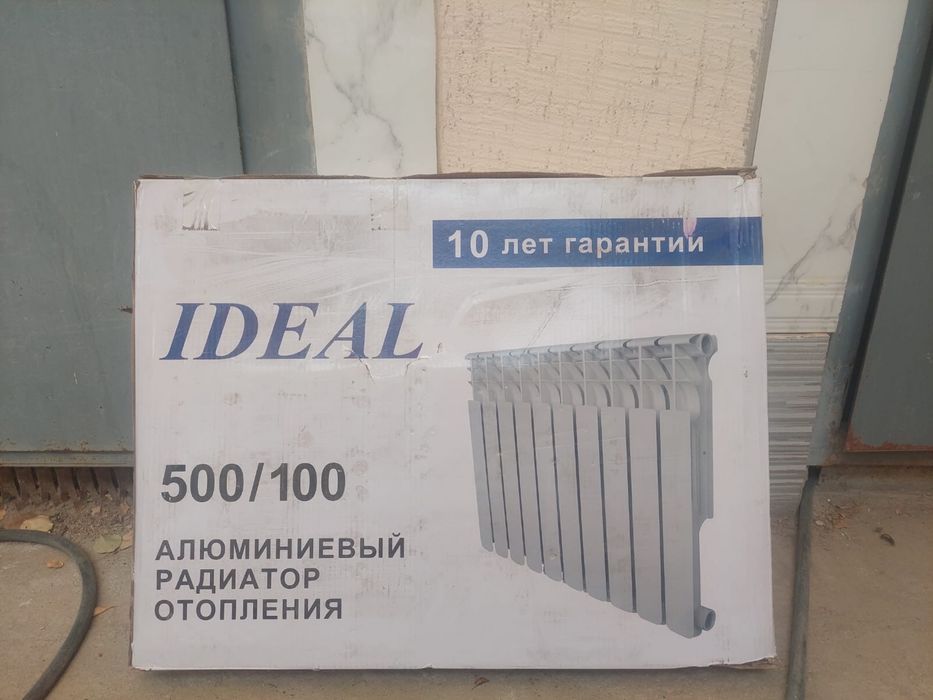 10 лет гарантии
IDEAL
500/100
АЛЮМИНИЕВЫЙ
РАДИАТОР
ОТОПЛЕНИЯ